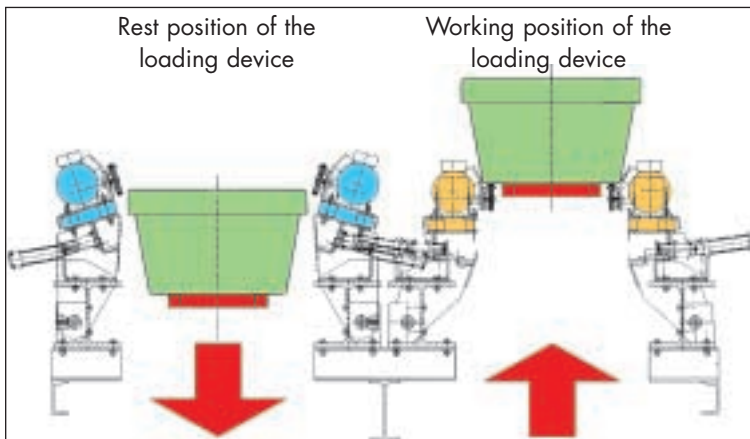 Rest position of the
loading device
Working position of the
loading device